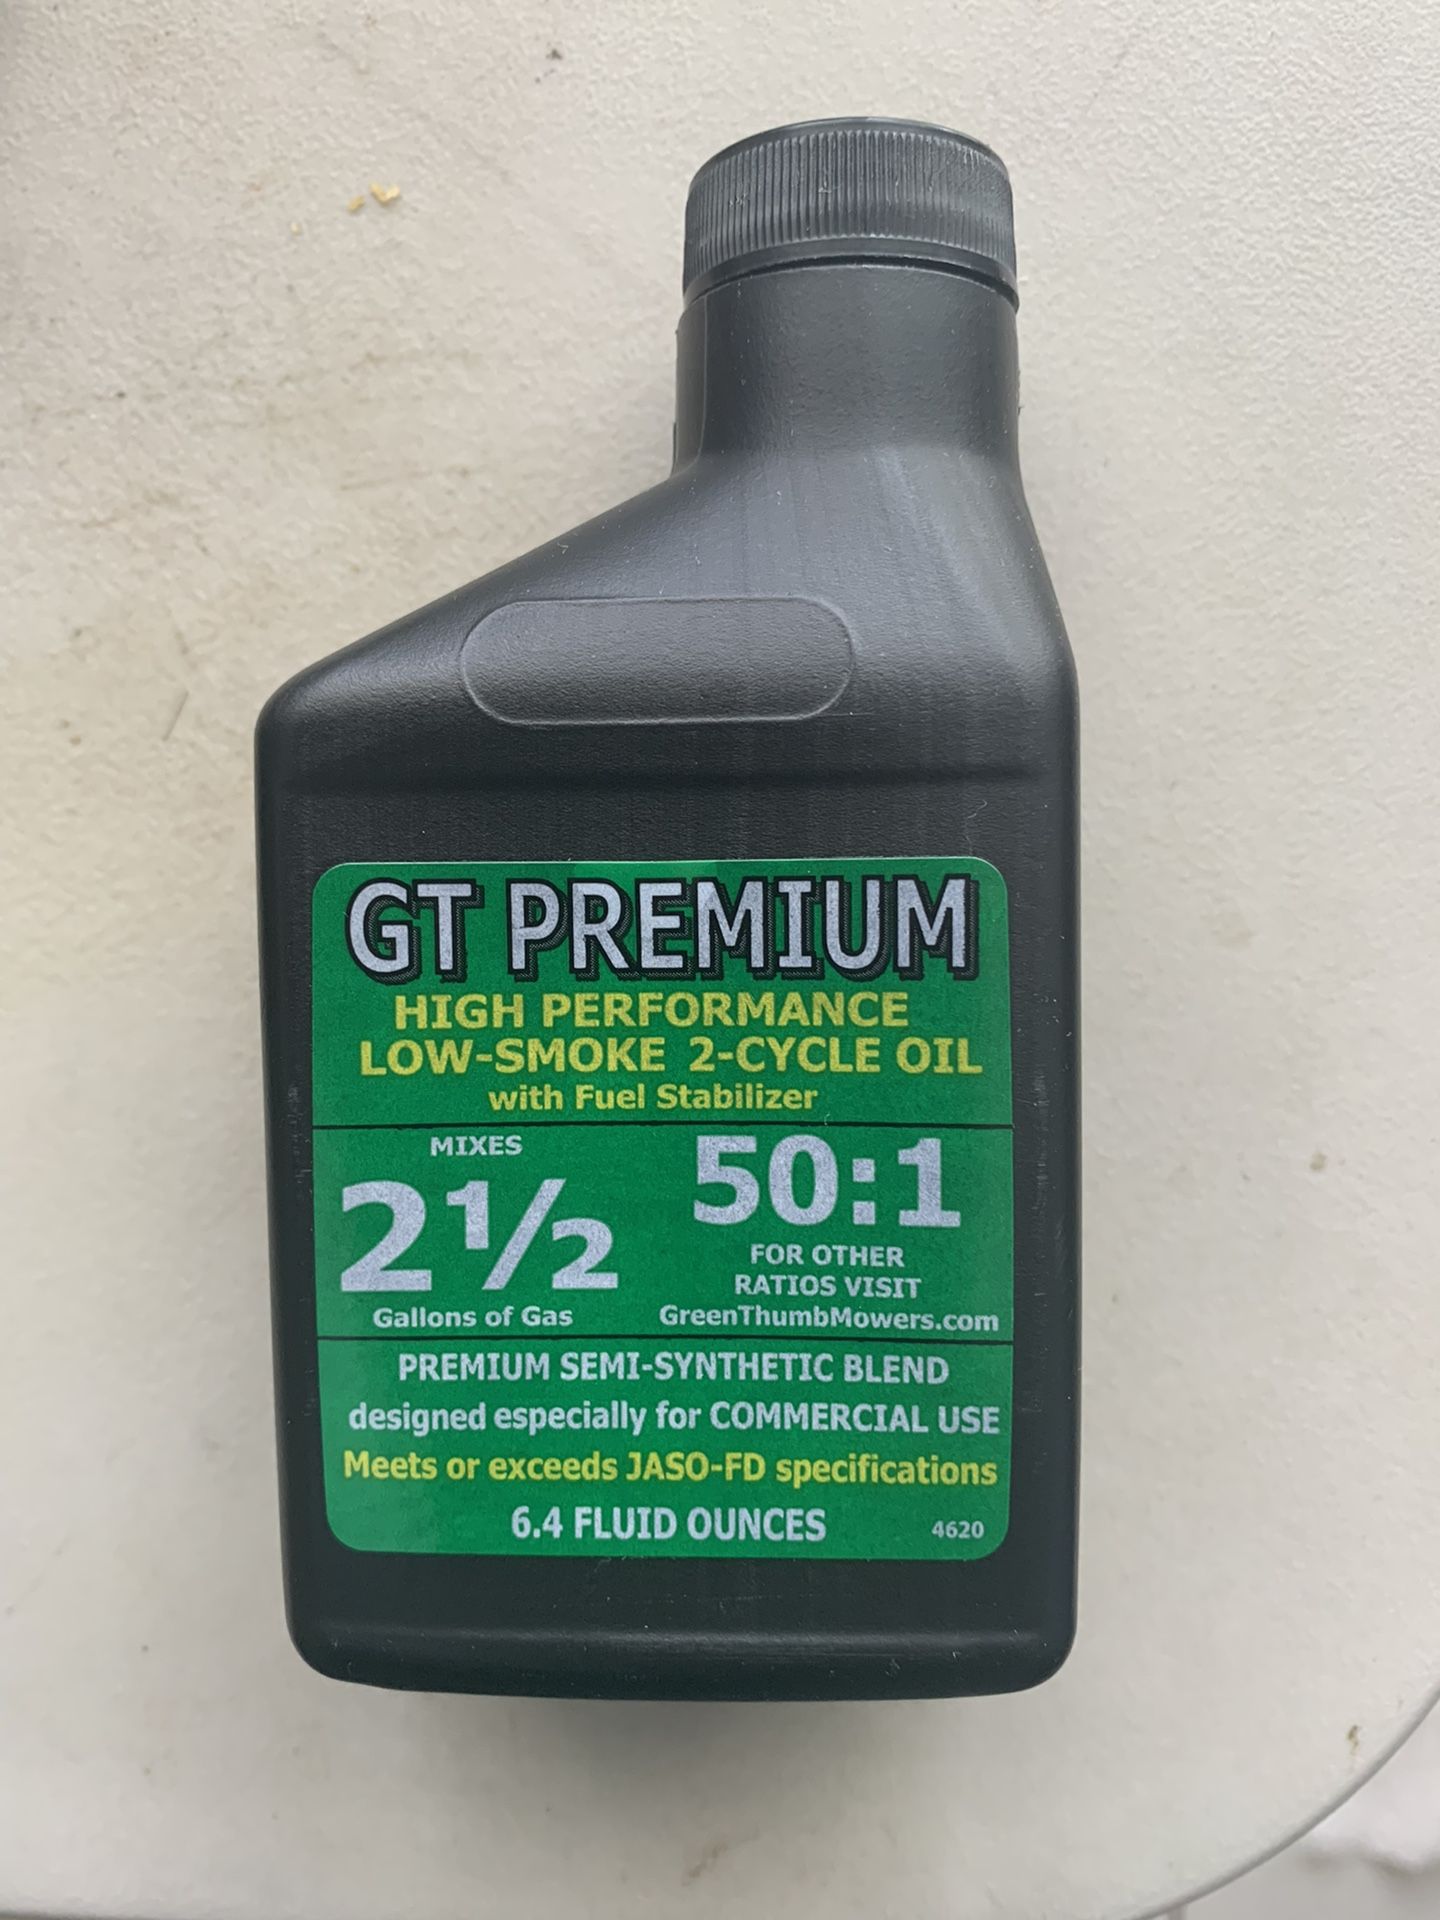 GT PREMIUM
HIGH PERFORMANCE
LOW-SMOKE 2-CYCLE OIL
with Fuel Stabilizer
MIXES
2½
Gallons of Gas
50:1
FOR OTHER
RATIOS VISIT
GreenThumbMowers.com
PREMIUM SEMI-SYNTHETIC BLEND
designed especially for COMMERCIAL USE
Meets or exceeds JASO-FD specifications
6.4 FLUID OUNCES
4620